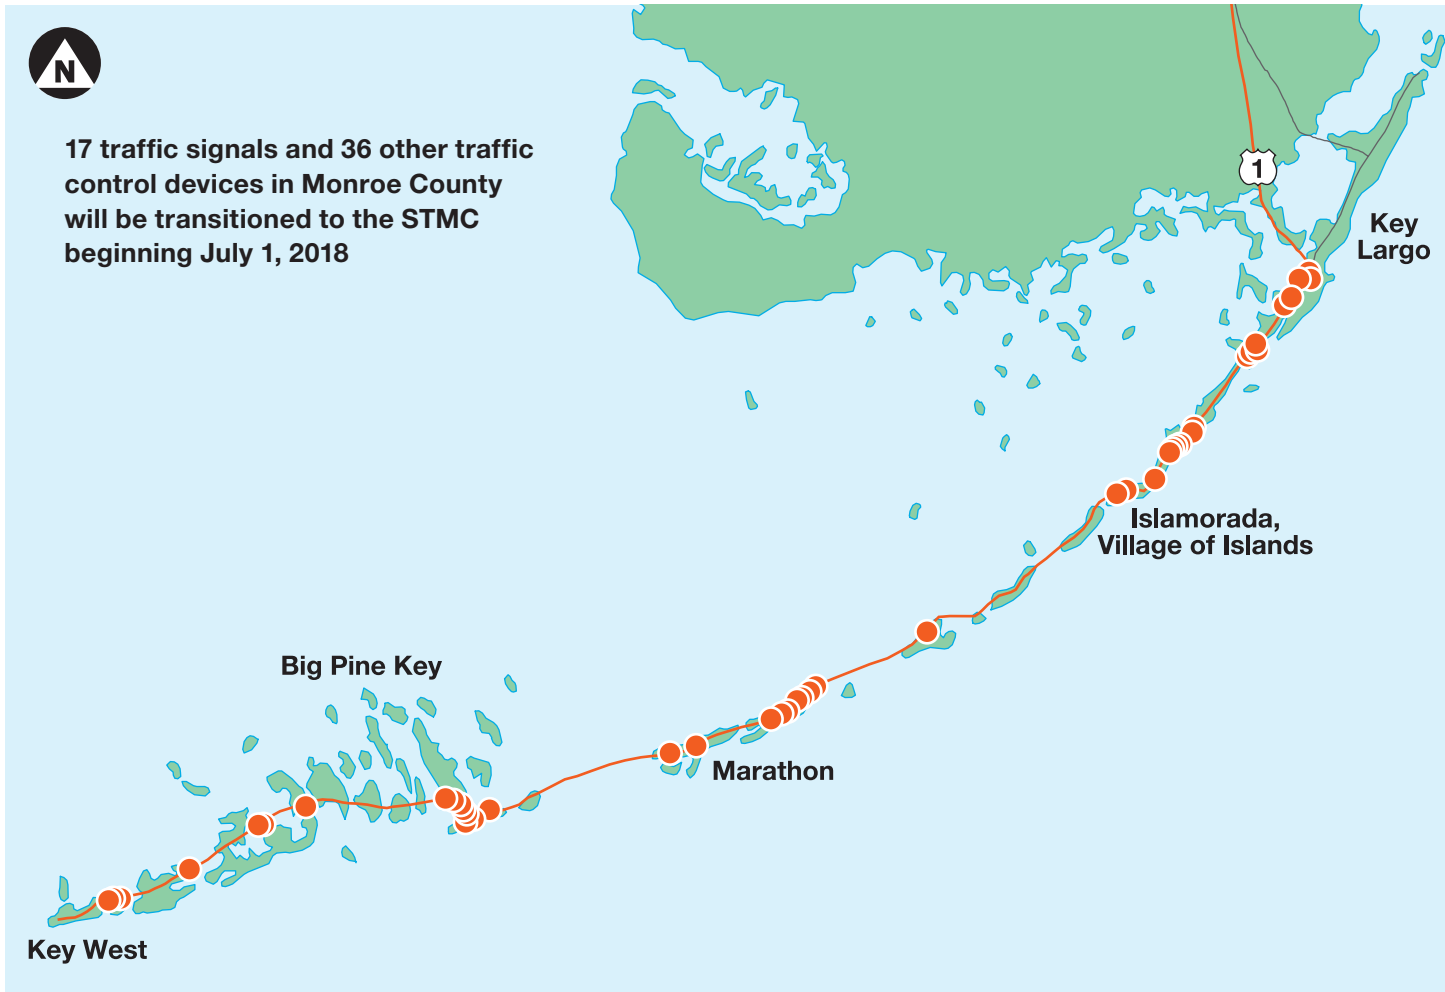 N
17 traffic signals and 36 other traffic
control devices in Monroe County
will be transitioned to the STMC
beginning July 1, 2018
1
Key
Largo
Islamorada,
Village of Islands
Big Pine Key
Marathon
Key West